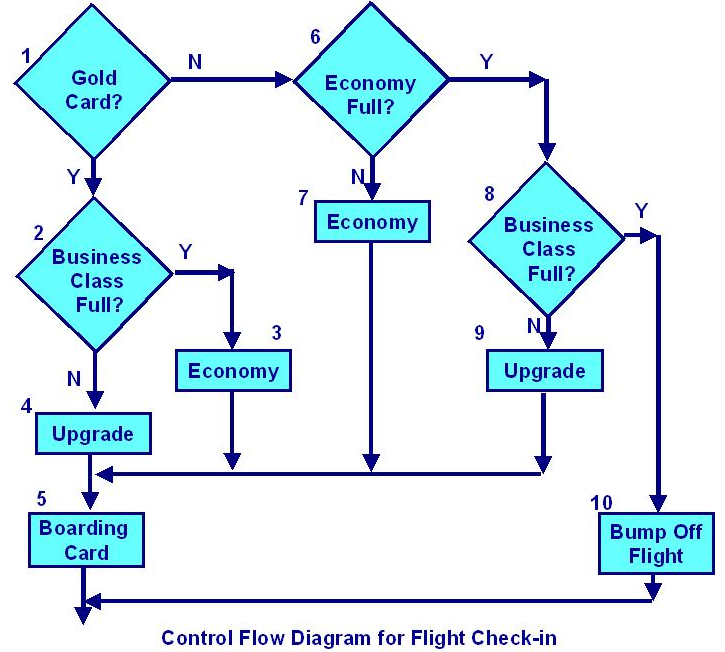 1
Gold
Card?
N
6
Economy
Full?
Y
Y
N
7
Economy
8
Business
Class
Full?
Y
2
Business
Class
Full?
Y
N
3
Economy
N
9
Upgrade
4
Upgrade
5
Boarding
Card
10
Bump Off
Flight
Control Flow Diagram for Flight Check-in